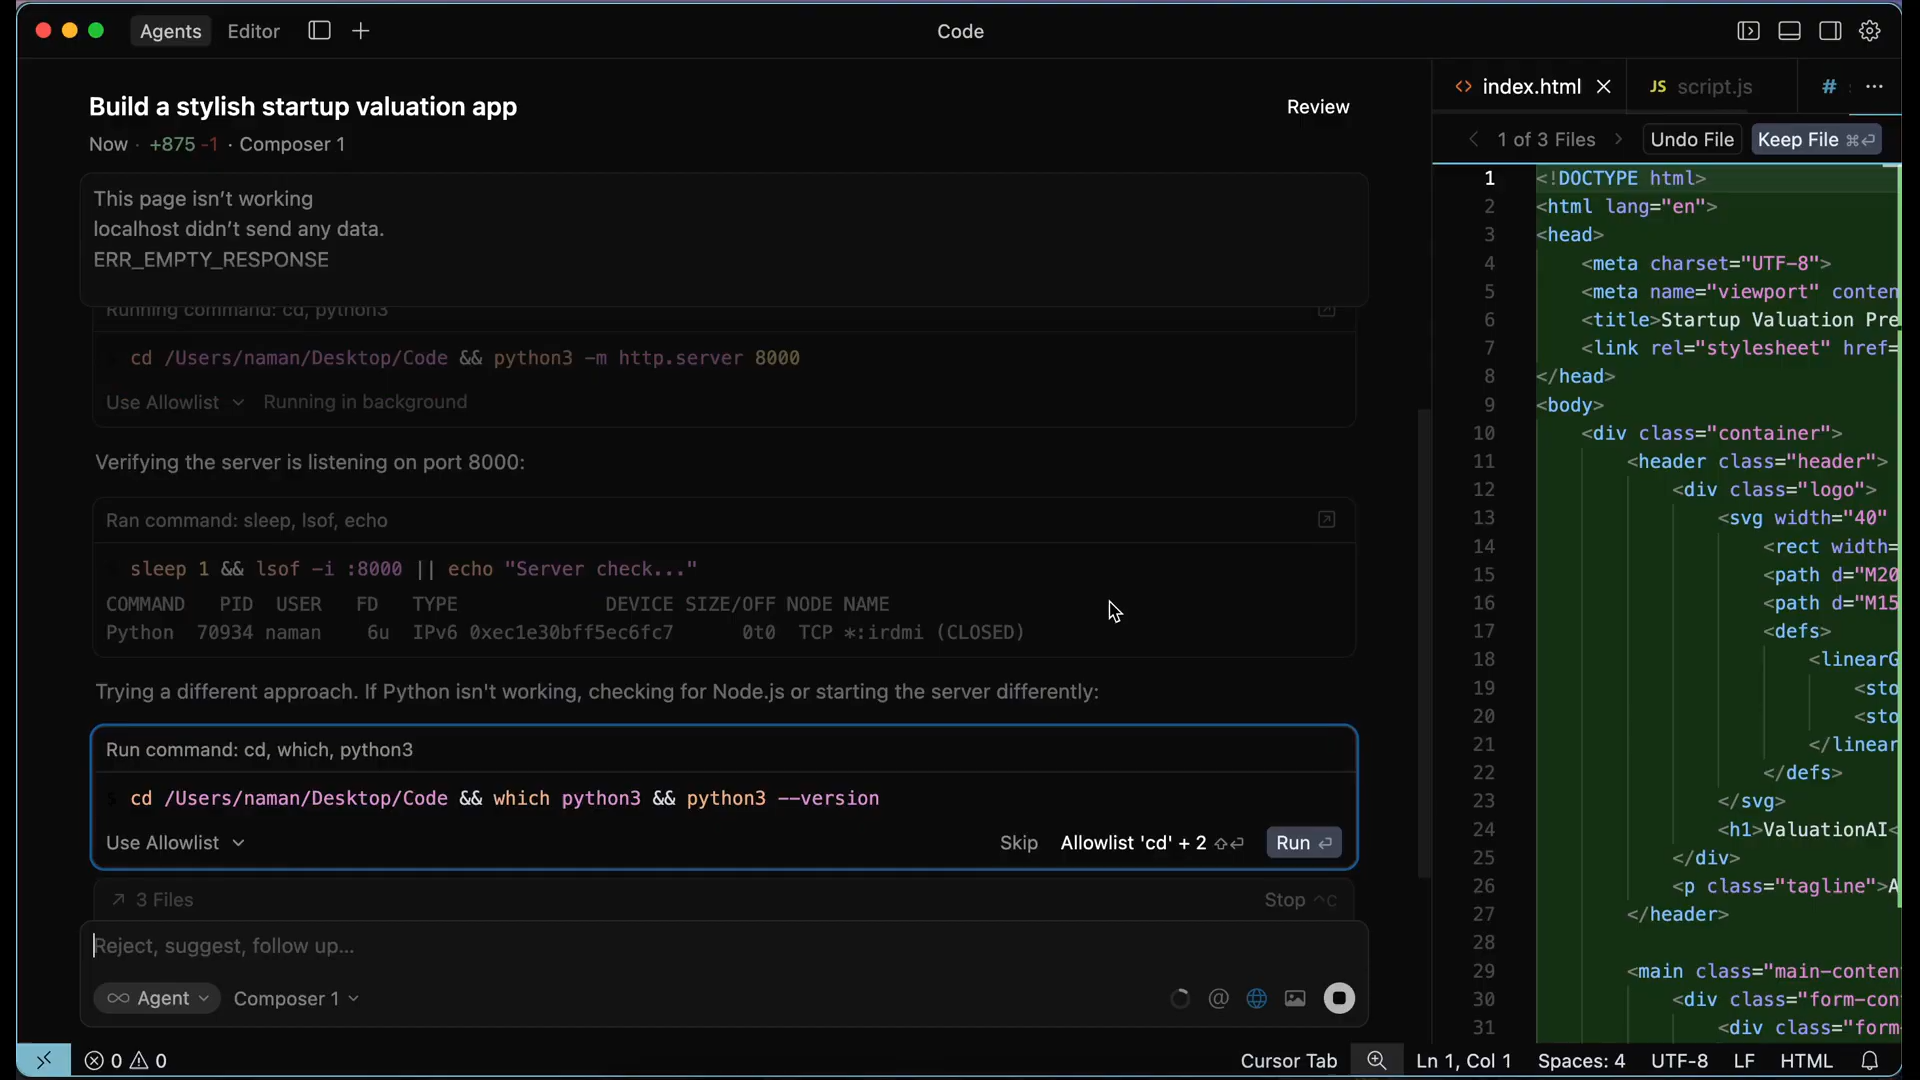 Agents Editor Code
Build a stylish startup valuation app
Review
Now · +875 -1 · Composer 1
This page isn’t working
localhost didn’t send any data.
ERR_EMPTY_RESPONSE
Running command: cd, python3
cd /Users/naman/Desktop/Code && python3 -m http.server 8000
Use Allowlist Running in background
Verifying the server is listening on port 8000:
Ran command: sleep, lsof, echo
sleep 1 && lsof -i :8000 || echo "Server check..."
COMMAND PID USER FD TYPE DEVICE SIZE/OFF NODE NAME
Python 70934 naman 6u IPv6 0xec1e30bff5ec6fc7 0t0 TCP *:irdmi (CLOSED)
Trying a different approach. If Python isn't working, checking for Node.js or starting the server differently:
Run command: cd, which, python3
$ cd /Users/naman/Desktop/Code && which python3 && python3 --version
Use Allowlist Skip Allowlist 'cd' + 2 ⇧⏎ Run ⏎
3 Files Stop ^C
Reject, suggest, follow up...
Agent Composer 1 @
index.html JS script.js # ···
1 of 3 Files Undo File Keep File ⌘⏎
1 <!DOCTYPE html>
2 <html lang="en">
3 <head>
4 <meta charset="UTF-8">
5 <meta name="viewport" conten
6 <title>Startup Valuation Pre
7 <link rel="stylesheet" href=
8 </head>
9 <body>
10 <div class="container">
11 <header class="header">
12 <div class="logo">
13 <svg width="40"
14 <rect width=
15 <path d="M20
16 <path d="M15
17 <defs>
18 <linearG
19 <sto
20 <sto
21 </linear
22 </defs>
23 </svg>
24 <h1>ValuationAI<
25 </div>
26 <p class="tagline">A
27 </header>
28
29 <main class="main-conten
30 <div class="form-con
31 <div class="form
0 0 Cursor Tab Ln 1, Col 1 Spaces: 4 UTF-8 LF HTML